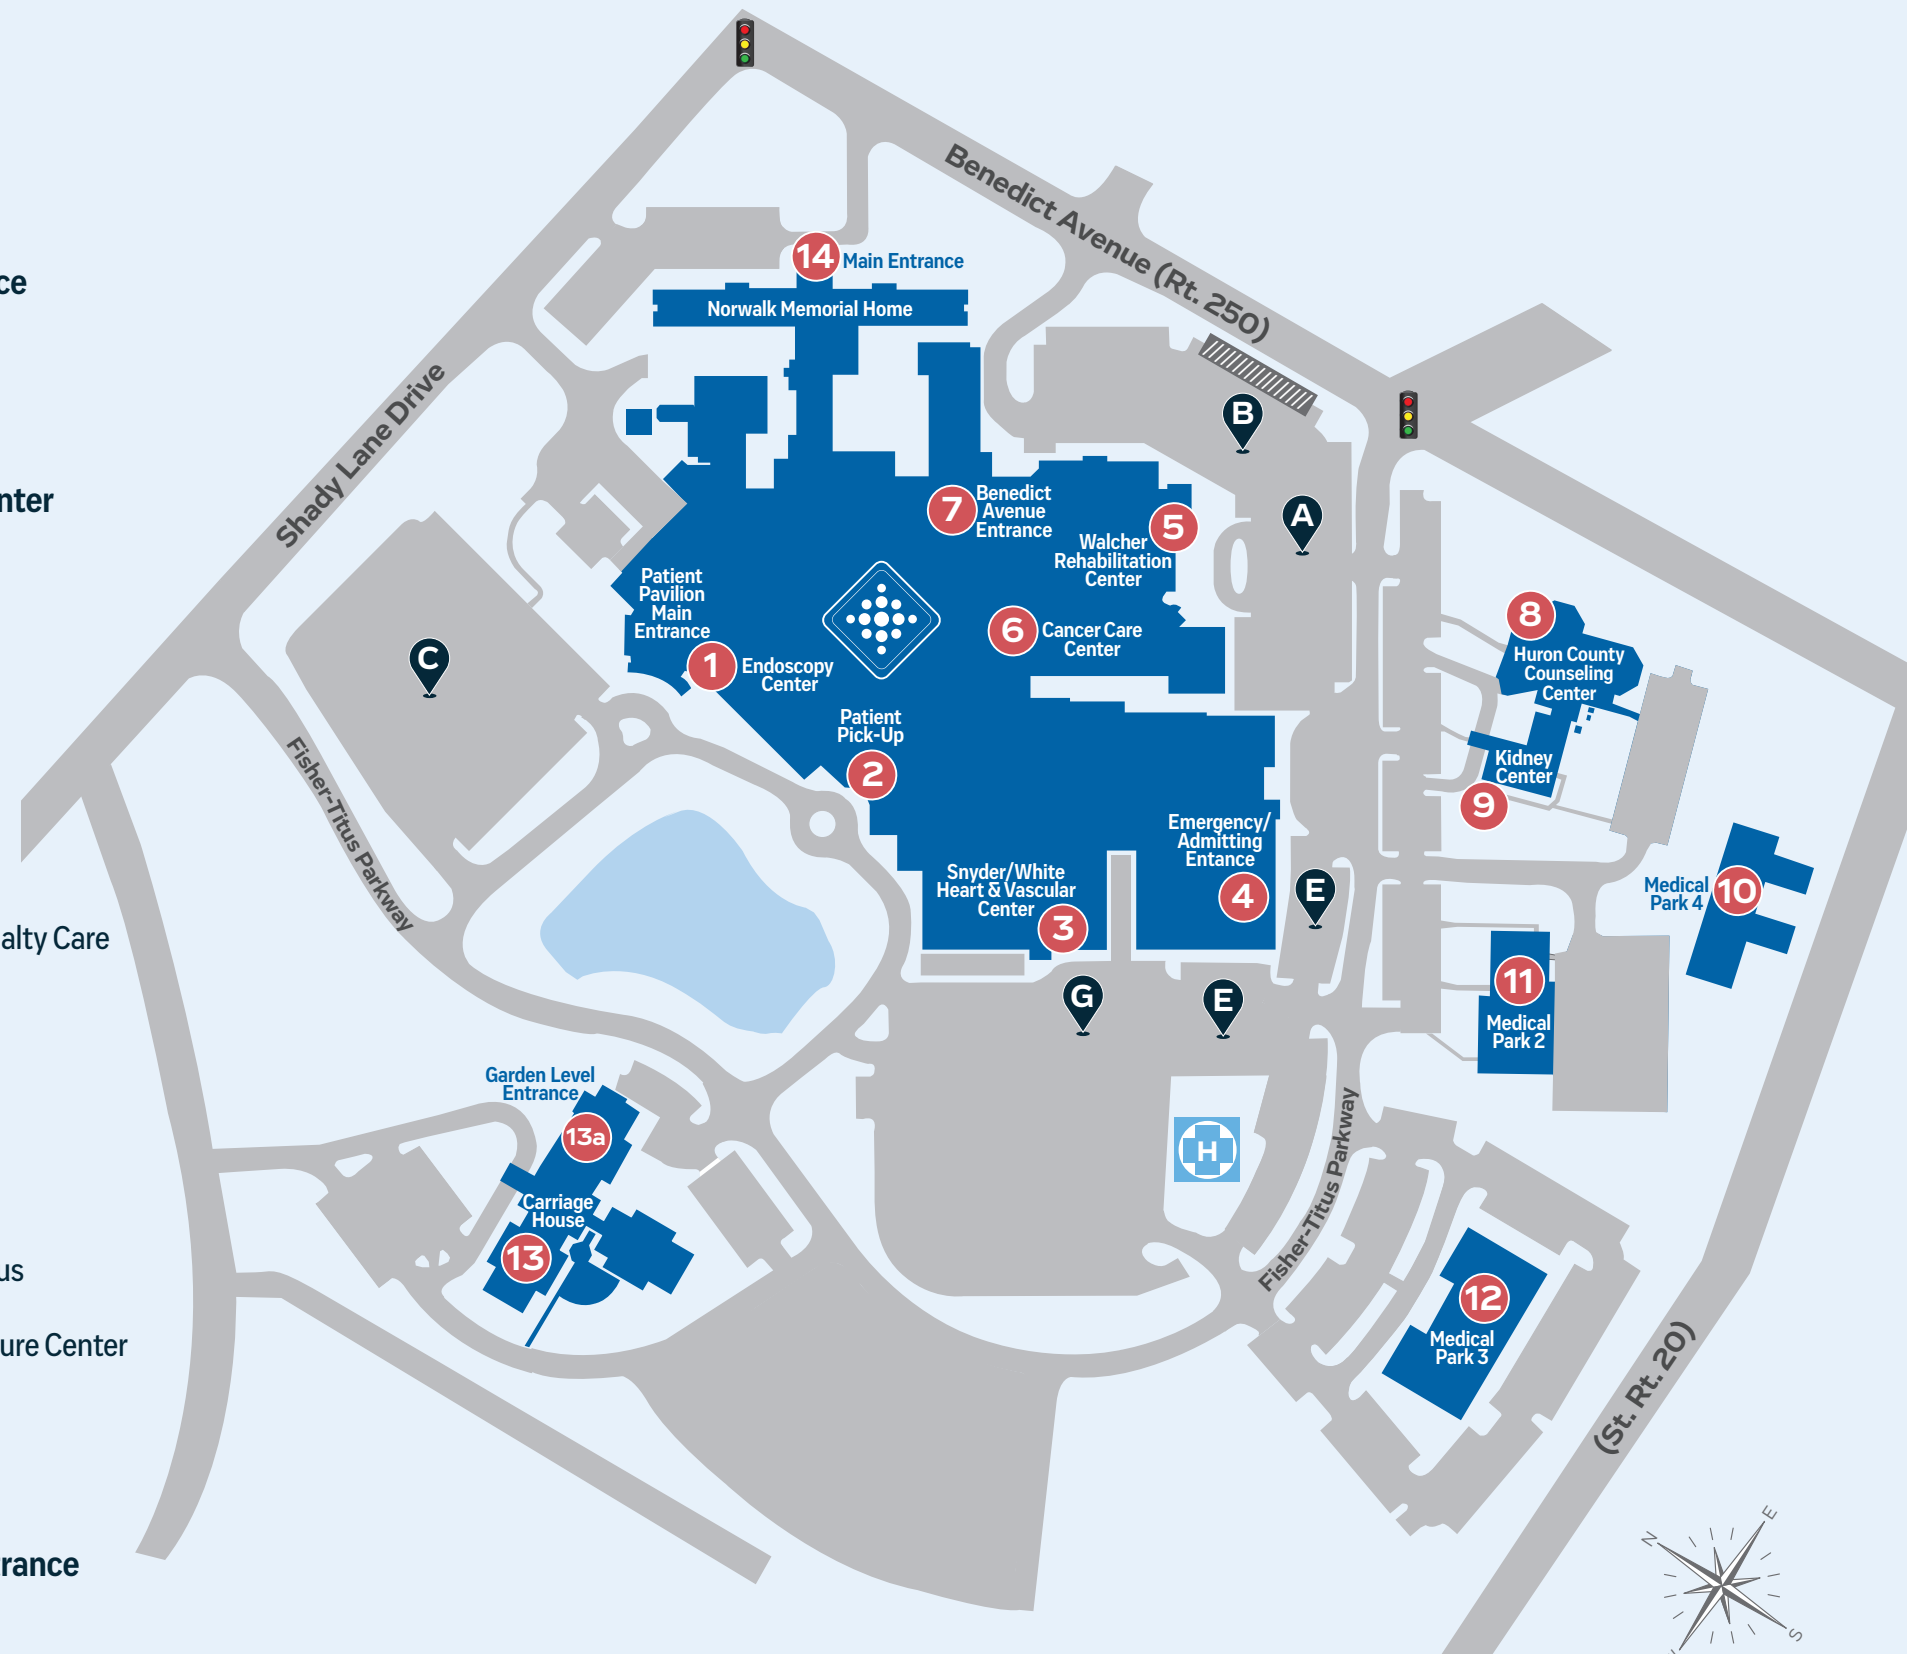 ce
nter
alty Care
us
ure Center
trance
Benedict Avenue (Rt. 250)
14
Main Entrance
Norwalk Memorial Home
Shady Lane Drive
B
A
7
Benedict
Avenue
Entrance
5
Walcher
Rehabilitation
Center
Patient
Pavilion
Main
Entrance
1
Endoscopy
Center
6
Cancer Care
Center
C
8
Huron County
Counseling
Center
Kidney
Center
9
Patient
Pick-Up
2
Fisher-Titus Parkway
Emergency/
Admitting
Entance
4
E
Snyder/White
Heart & Vascular
Center
3
Medical
Park 4
10
11
Medical
Park 2
G
E
Garden Level
Entrance
13a
Carriage
House
13
H
Fisher-Titus Parkway
12
Medical
Park 3
(St. Rt. 20)
N
E
S